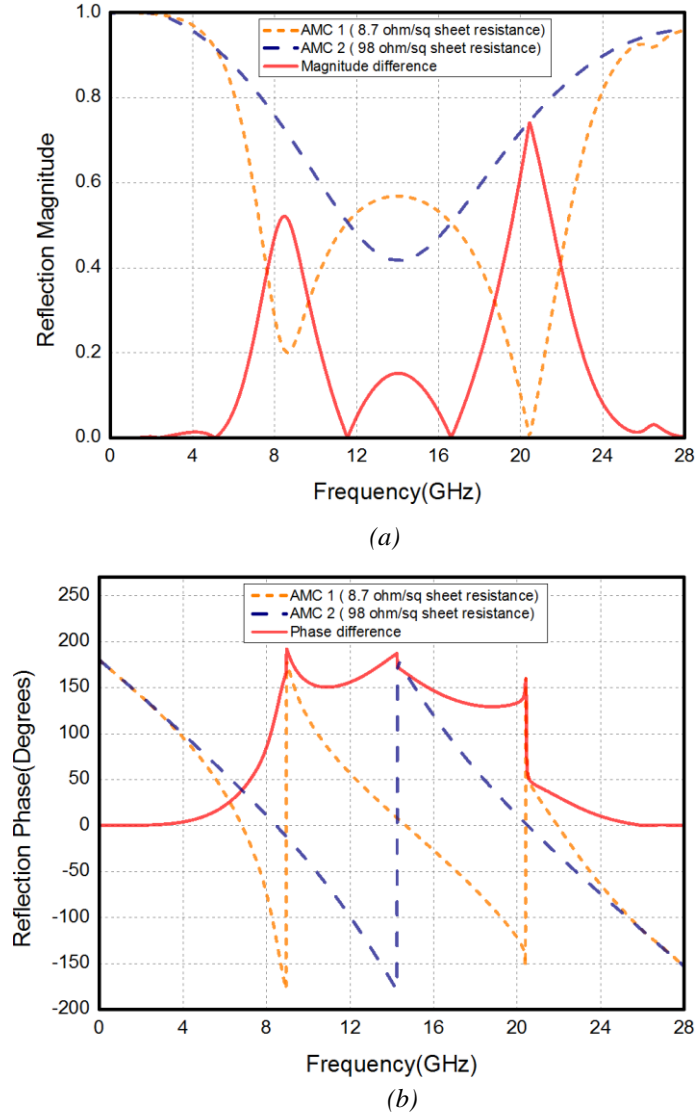 AMC 1 ( 8.7 ohm/sq sheet resistance)
AMC 2 ( 98 ohm/sq sheet resistance)
Magnitude difference
Reflection Magnitude
1.0
0.8
0.6
0.4
0.2
0.0
0 4 8 12 16 20 24 28
Frequency(GHz)
(a)
AMC 1 ( 8.7 ohm/sq sheet resistance)
AMC 2 ( 98 ohm/sq sheet resistance)
Phase difference
Reflection Phase(Degrees)
250
200
150
100
50
0
-50
-100
-150
-200
0 4 8 12 16 20 24 28
Frequency(GHz)
(b)